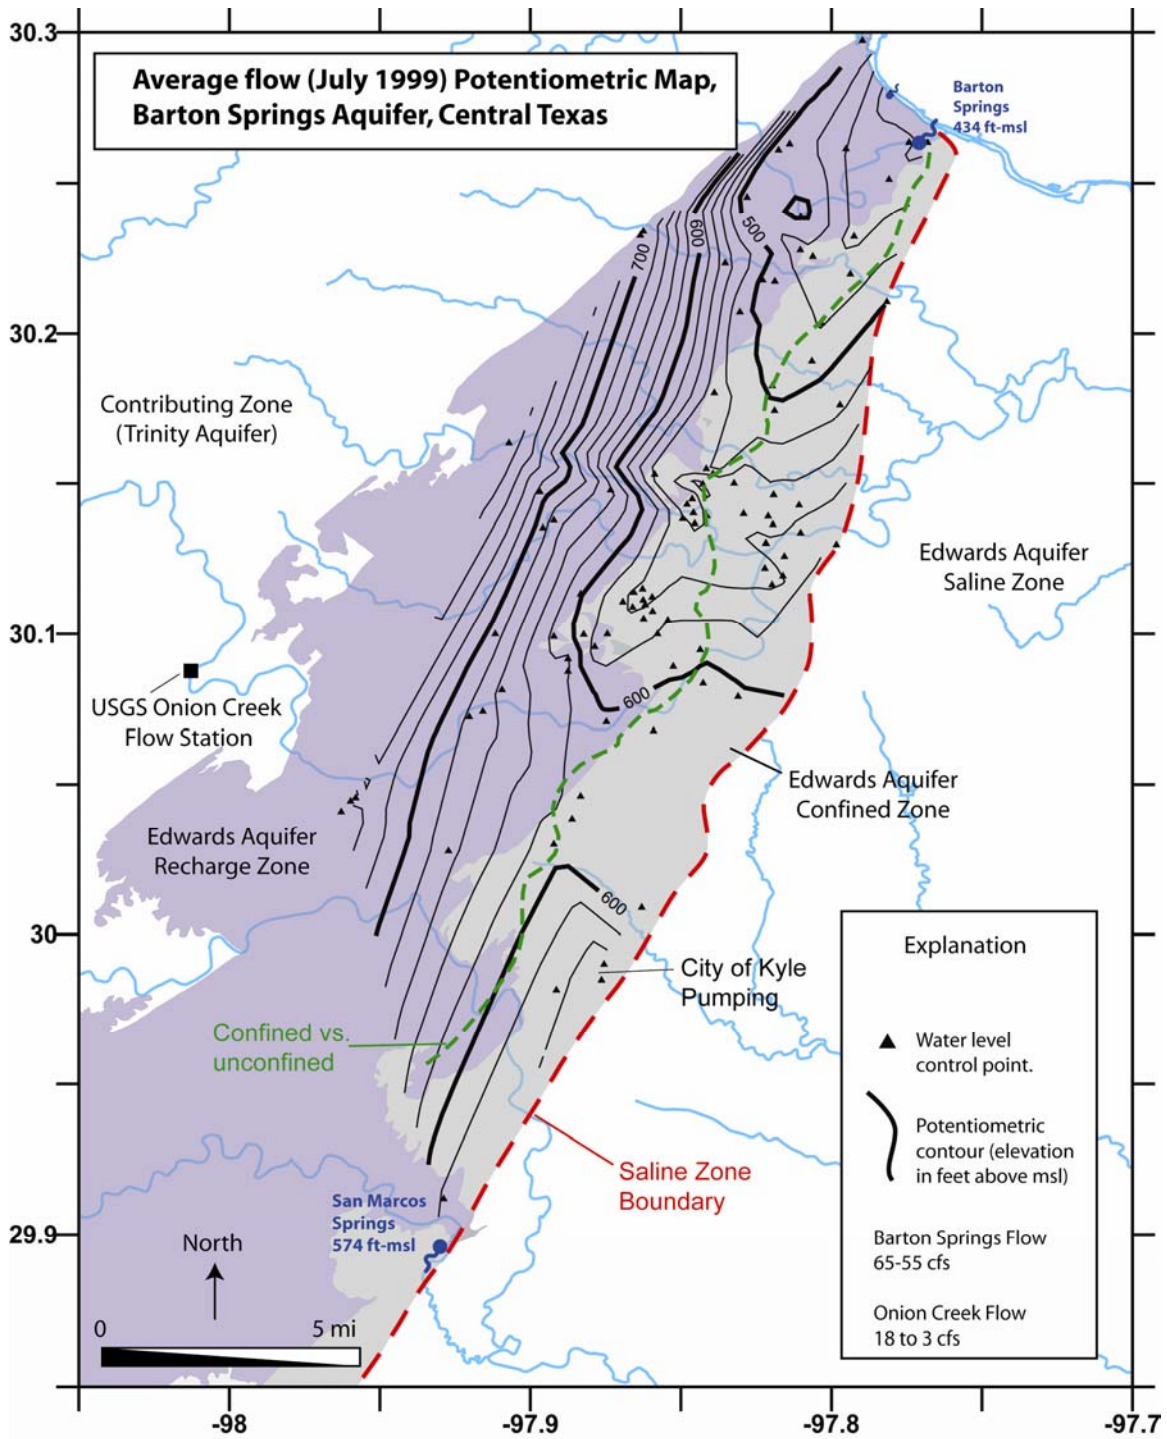 30.3
Average flow (July 1999) Potentiometric Map,
Barton Springs Aquifer, Central Texas
Barton
Springs
434 ft-msl
700
600
500
30.2
Contributing Zone
(Trinity Aquifer)
Edwards Aquifer
Saline Zone
30.1
USGS Onion Creek
Flow Station
600
Edwards Aquifer
Confined Zone
Edwards Aquifer
Recharge Zone
600
30
City of Kyle
Pumping
Confined vs.
unconfined
Explanation
Water level
control point.
Potentiometric
contour (elevation
in feet above msl)
Barton Springs Flow
65-55 cfs
Onion Creek Flow
18 to 3 cfs
Saline Zone
Boundary
San Marcos
Springs
574 ft-msl
29.9
North
0 5 mi
-98 -97.9 -97.8 -97.7